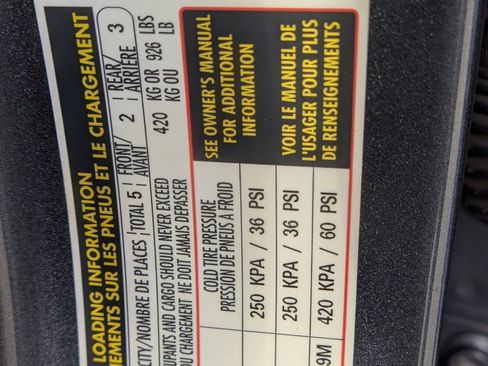 LOADING INFORMATION
EMENTS SUR LES PNEUS ET LE CHARGEMENT
CITY/NOMBRE DE PLACES TOTAL 5 FRONT/ 2 REAR/ 3
AVANT ARRIÈRE
UPANTS AND CARGO SHOULD NEVER EXCEED 420 KG OR 926 LBS
U CHARGEMENT NE DOIT JAMAIS DÉPASSER KG OU LB
COLD TIRE PRESSURE
PRESSION DE PNEUS À FROID
SEE OWNER'S MANUAL
FOR ADDITIONAL
INFORMATION
250 KPA / 36 PSI
250 KPA / 36 PSI
VOIR LE MANUEL DE
L'USAGER POUR PLUS
DE RENSEIGNEMENTS
9M 420 KPA / 60 PSI